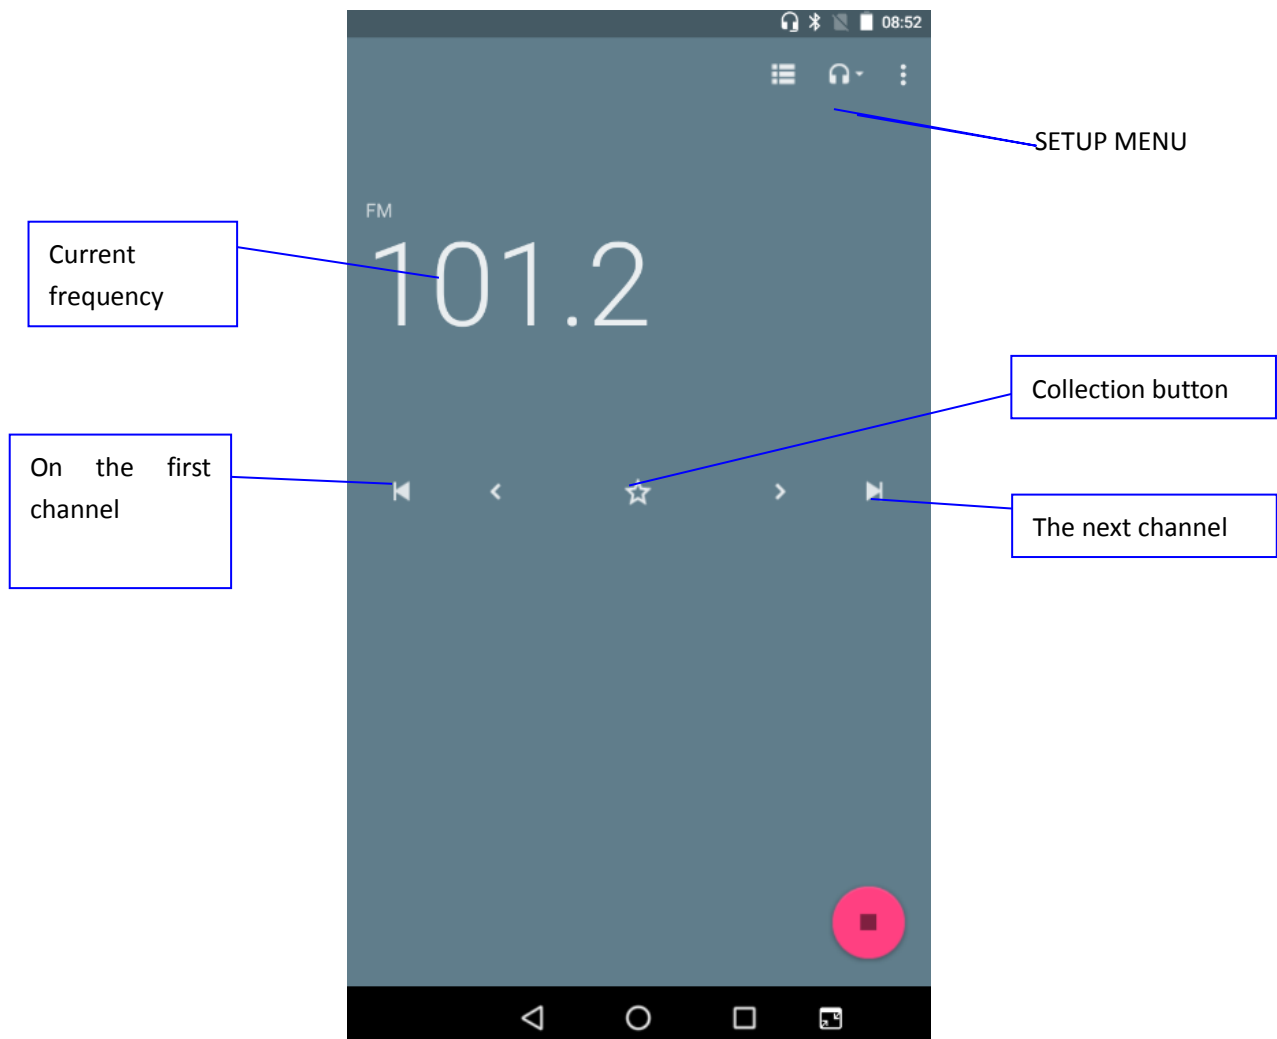 08:52
SETUP MENU
FM
101.2
Current
frequency
Collection button
On the first
channel
The next channel